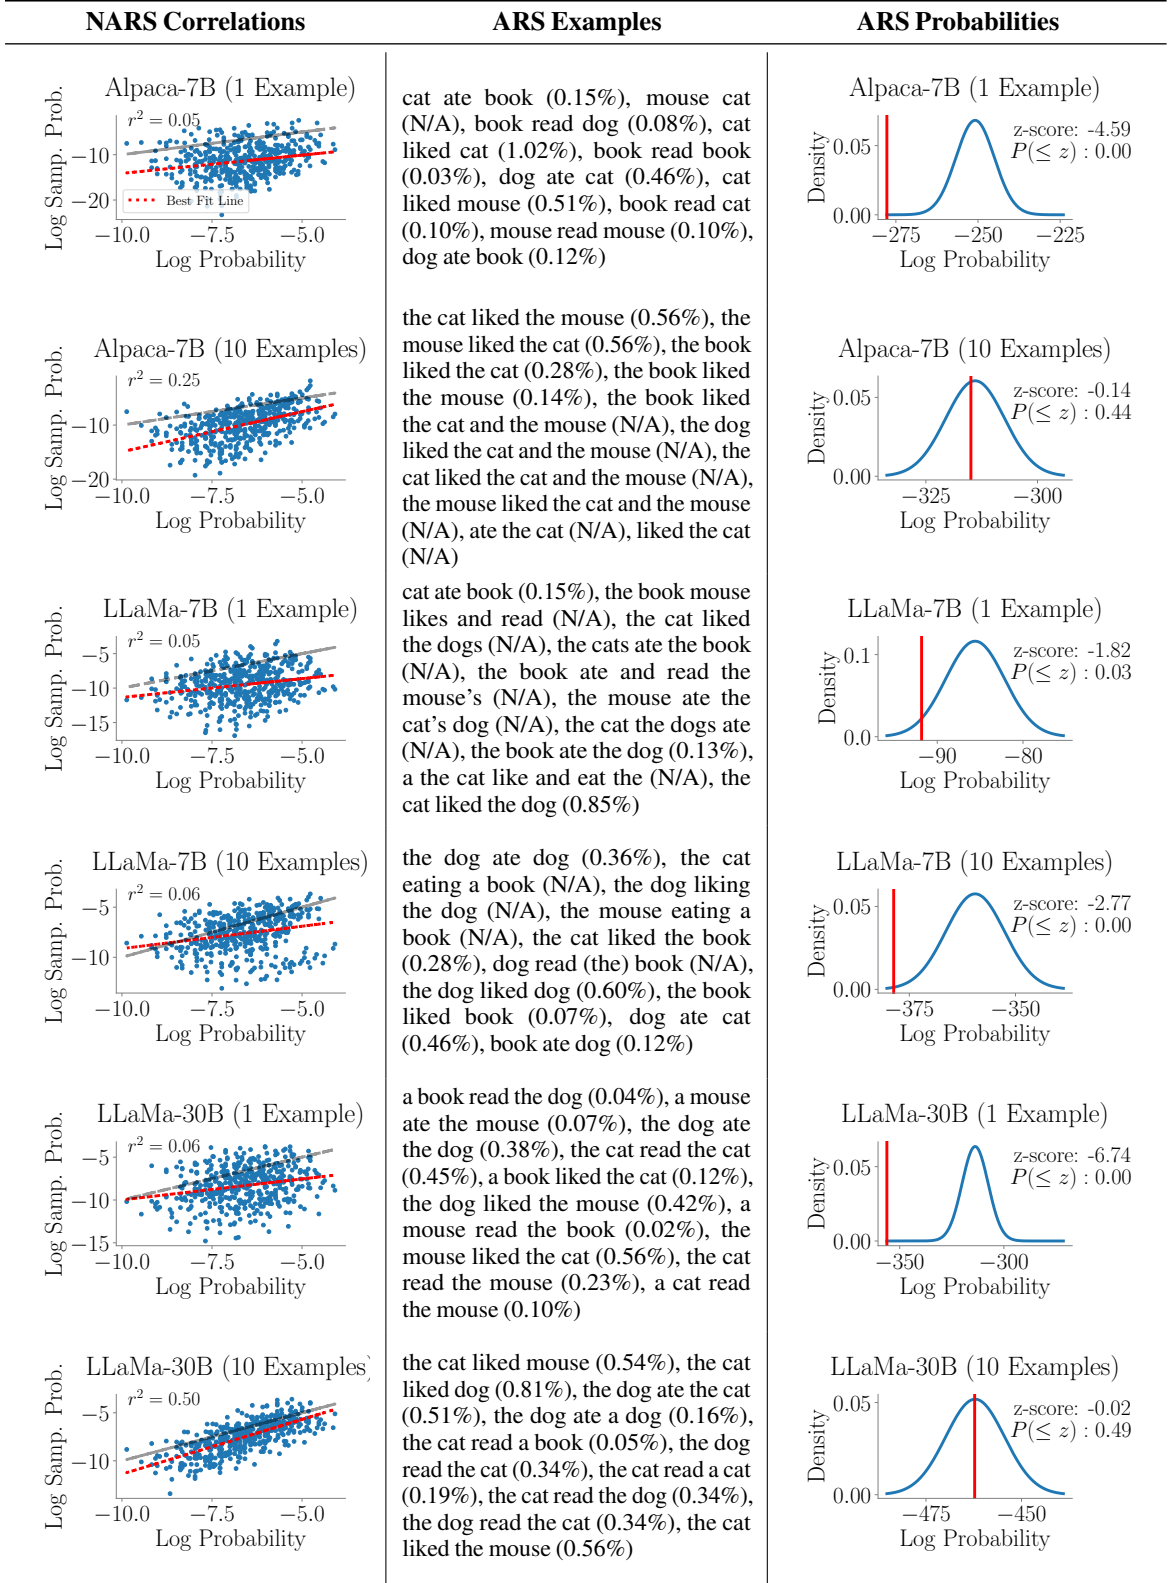 NARS Correlations
ARS Examples
ARS Probabilities
Alpaca-7B (1 Example)
Log Samp. Prob.
r² = 0.05
−10
−20
Best Fit Line
−10.0
−7.5
−5.0
Log Probability
cat ate book (0.15%), mouse cat
(N/A), book read dog (0.08%), cat
liked cat (1.02%), book read book
(0.03%), dog ate cat (0.46%), cat
liked mouse (0.51%), book read cat
(0.10%), mouse read mouse (0.10%),
dog ate book (0.12%)
Alpaca-7B (1 Example)
Density
0.05
0.00
z-score: -4.59
P(≤ z) : 0.00
−275
−250
−225
Log Probability
Alpaca-7B (10 Examples)
Log Samp. Prob.
r² = 0.25
−10
−20
−10.0
−7.5
−5.0
Log Probability
the cat liked the mouse (0.56%), the
mouse liked the cat (0.56%), the book
liked the cat (0.28%), the book liked
the mouse (0.14%), the book liked
the cat and the mouse (N/A), the dog
liked the cat and the mouse (N/A), the
cat liked the cat and the mouse (N/A),
the mouse liked the cat and the mouse
(N/A), ate the cat (N/A), liked the cat
(N/A)
Alpaca-7B (10 Examples)
Density
0.05
0.00
z-score: -0.14
P(≤ z) : 0.44
−325
−300
Log Probability
LLaMa-7B (1 Example)
Log Samp. Prob.
r² = 0.05
−5
−10
−15
−10.0
−7.5
−5.0
Log Probability
cat ate book (0.15%), the book mouse
likes and read (N/A), the cat liked
the dogs (N/A), the cats ate the book
(N/A), the book ate and read the
mouse's (N/A), the mouse ate the
cat's dog (N/A), the cat the dogs ate
(N/A), the book ate the dog (0.13%),
a the cat like and eat the (N/A), the
cat liked the dog (0.85%)
LLaMa-7B (1 Example)
Density
0.1
0.0
z-score: -1.82
P(≤ z) : 0.03
−90
−80
Log Probability
LLaMa-7B (10 Examples)
Log Samp. Prob.
r² = 0.06
−5
−10
−10.0
−7.5
−5.0
Log Probability
the dog ate dog (0.36%), the cat
eating a book (N/A), the dog liking
the dog (N/A), the mouse eating a
book (N/A), the cat liked the book
(0.28%), dog read (the) book (N/A),
the dog liked dog (0.60%), the book
liked book (0.07%), dog ate cat
(0.46%), book ate dog (0.12%)
LLaMa-7B (10 Examples)
Density
0.05
0.00
z-score: -2.77
P(≤ z) : 0.00
−375
−350
Log Probability
LLaMa-30B (1 Example)
Log Samp. Prob.
r² = 0.06
−5
−10
−15
−10.0
−7.5
−5.0
Log Probability
a book read the dog (0.04%), a mouse
ate the mouse (0.07%), the dog ate
the dog (0.38%), the cat read the cat
(0.45%), a book liked the cat (0.12%),
the dog liked the mouse (0.42%), a
mouse read the book (0.02%), the
mouse liked the cat (0.56%), the cat
read the mouse (0.23%), a cat read
the mouse (0.10%)
LLaMa-30B (1 Example)
Density
0.05
0.00
z-score: -6.74
P(≤ z) : 0.00
−350
−300
Log Probability
LLaMa-30B (10 Examples)
Log Samp. Prob.
r² = 0.50
−5
−10
−10.0
−7.5
−5.0
Log Probability
the cat liked mouse (0.54%), the cat
liked dog (0.81%), the dog ate the cat
(0.51%), the dog ate a dog (0.16%),
the cat read a book (0.05%), the dog
read the cat (0.34%), the cat read a cat
(0.19%), the cat read the dog (0.34%),
the dog read the cat (0.34%), the cat
liked the mouse (0.56%)
LLaMa-30B (10 Examples)
Density
0.05
0.00
z-score: -0.02
P(≤ z) : 0.49
−475
−450
Log Probability